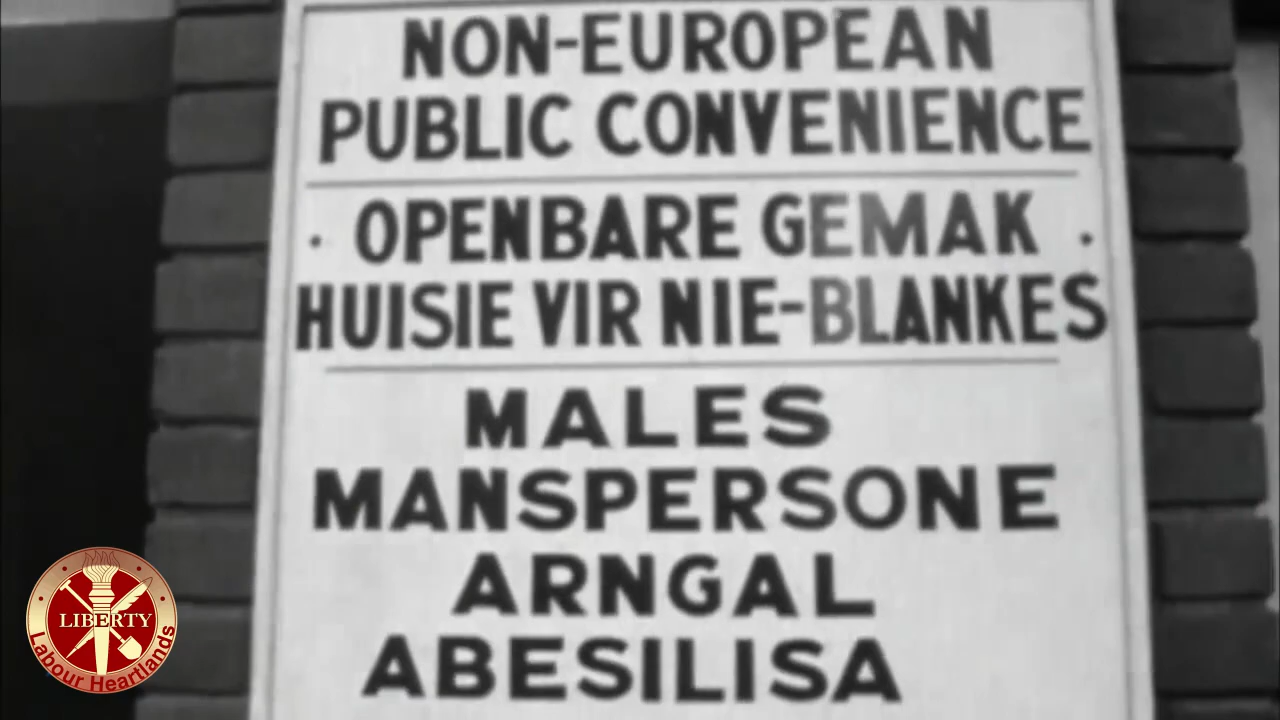 NON-EUROPEAN
PUBLIC CONVENIENCE
· OPENBARE GEMAK ·
HUISIE VIR NIE-BLANKES
MALES
MANSPERSONE
ARNGAL
ABESILISA
LIBERTY
Labour Heartlands